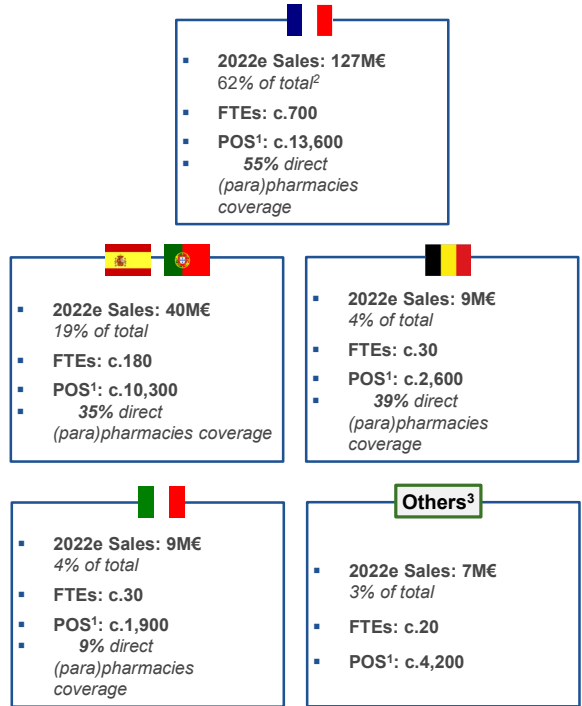 ▪ 2022e Sales: 127M€
62% of total²
▪ FTEs: c.700
▪ POS¹: c.13,600
▪ 55% direct
(para)pharmacies
coverage
▪ 2022e Sales: 40M€
19% of total
▪ FTEs: c.180
▪ POS¹: c.10,300
▪ 35% direct
(para)pharmacies coverage
▪ 2022e Sales: 9M€
4% of total
▪ FTEs: c.30
▪ POS¹: c.2,600
▪ 39% direct
(para)pharmacies
coverage
▪ 2022e Sales: 9M€
4% of total
▪ FTEs: c.30
▪ POS¹: c.1,900
▪ 9% direct
(para)pharmacies
coverage
Others³
▪ 2022e Sales: 7M€
3% of total
▪ FTEs: c.20
▪ POS¹: c.4,200